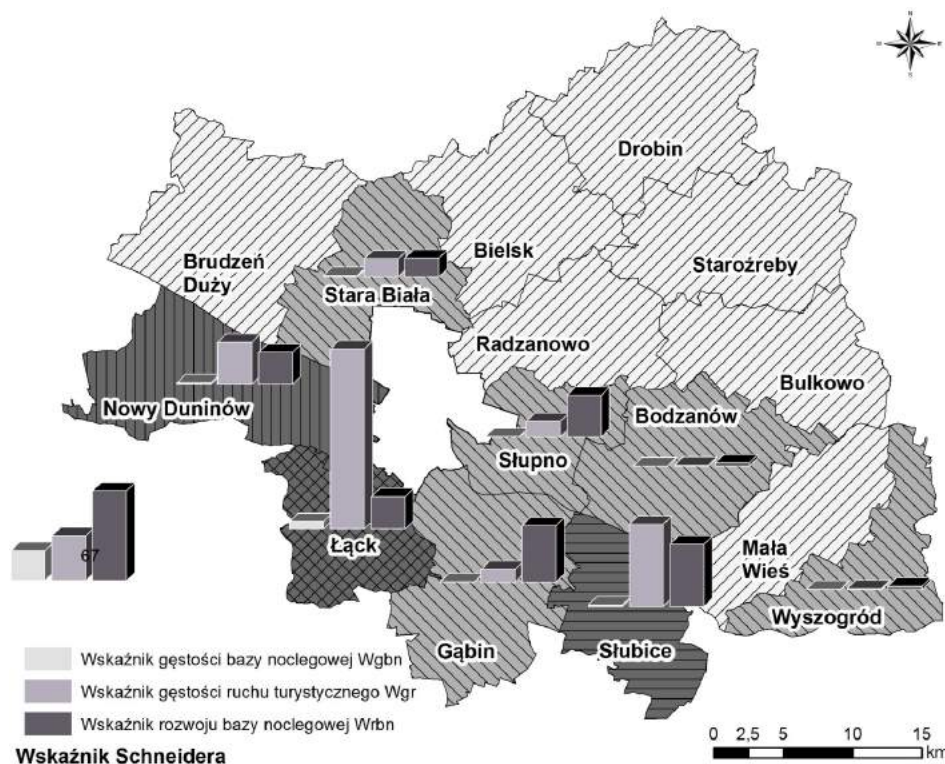 Drobin
Bielsk
Staroźreby
Brudzeń
Duży
Stara Biała
Radzanowo
Bulkowo
Nowy Duninów
Bodzanów
Słupno
Łąck
Mała
Wieś
67
Wyszogród
Gąbin
Słubice
Wskaźnik gęstości bazy noclegowej Wgbn
Wskaźnik gęstości ruchu turystycznego Wgr
Wskaźnik rozwoju bazy noclegowej Wrbn
Wskaźnik Schneidera
0 2,5 5 10 15
km